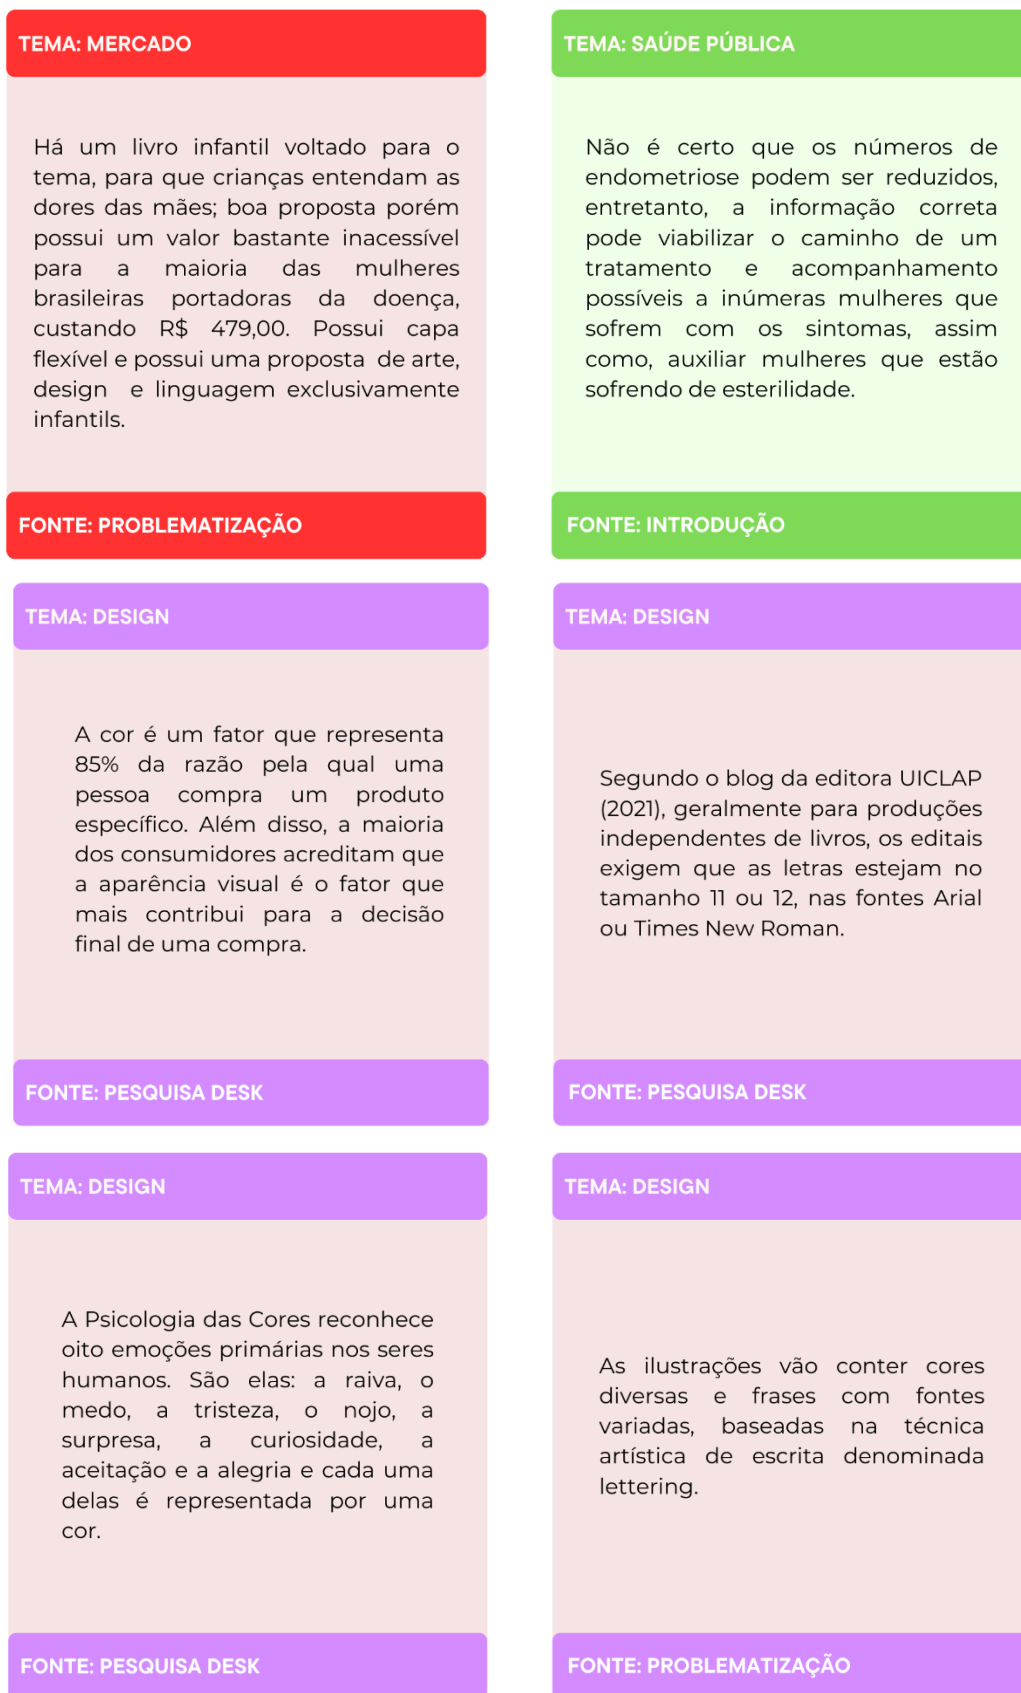 TEMA: MERCADO
Há um livro infantil voltado para o
tema, para que crianças entendam as
dores das mães; boa proposta porém
possui um valor bastante inacessível
para a maioria das mulheres
brasileiras portadoras da doença,
custando R$ 479,00. Possui capa
flexível e possui uma proposta de arte,
design e linguagem exclusivamente
infantils.
FONTE: PROBLEMATIZAÇÃO
TEMA: SAÚDE PÚBLICA
Não é certo que os números de
endometriose podem ser reduzidos,
entretanto, a informação correta
pode viabilizar o caminho de um
tratamento e acompanhamento
possíveis a inúmeras mulheres que
sofrem com os sintomas, assim
como, auxiliar mulheres que estão
sofrendo de esterilidade.
FONTE: INTRODUÇÃO
TEMA: DESIGN
A cor é um fator que representa
85% da razão pela qual uma
pessoa compra um produto
específico. Além disso, a maioria
dos consumidores acreditam que
a aparência visual é o fator que
mais contribui para a decisão
final de uma compra.
FONTE: PESQUISA DESK
TEMA: DESIGN
Segundo o blog da editora UICLAP
(2021), geralmente para produções
independentes de livros, os editais
exigem que as letras estejam no
tamanho 11 ou 12, nas fontes Arial
ou Times New Roman.
FONTE: PESQUISA DESK
TEMA: DESIGN
A Psicologia das Cores reconhece
oito emoções primárias nos seres
humanos. São elas: a raiva, o
medo, a tristeza, o nojo, a
surpresa, a curiosidade, a
aceitação e a alegria e cada uma
delas é representada por uma
cor.
FONTE: PESQUISA DESK
TEMA: DESIGN
As ilustrações vão conter cores
diversas e frases com fontes
variadas, baseadas na técnica
artística de escrita denominada
lettering.
FONTE: PROBLEMATIZAÇÃO